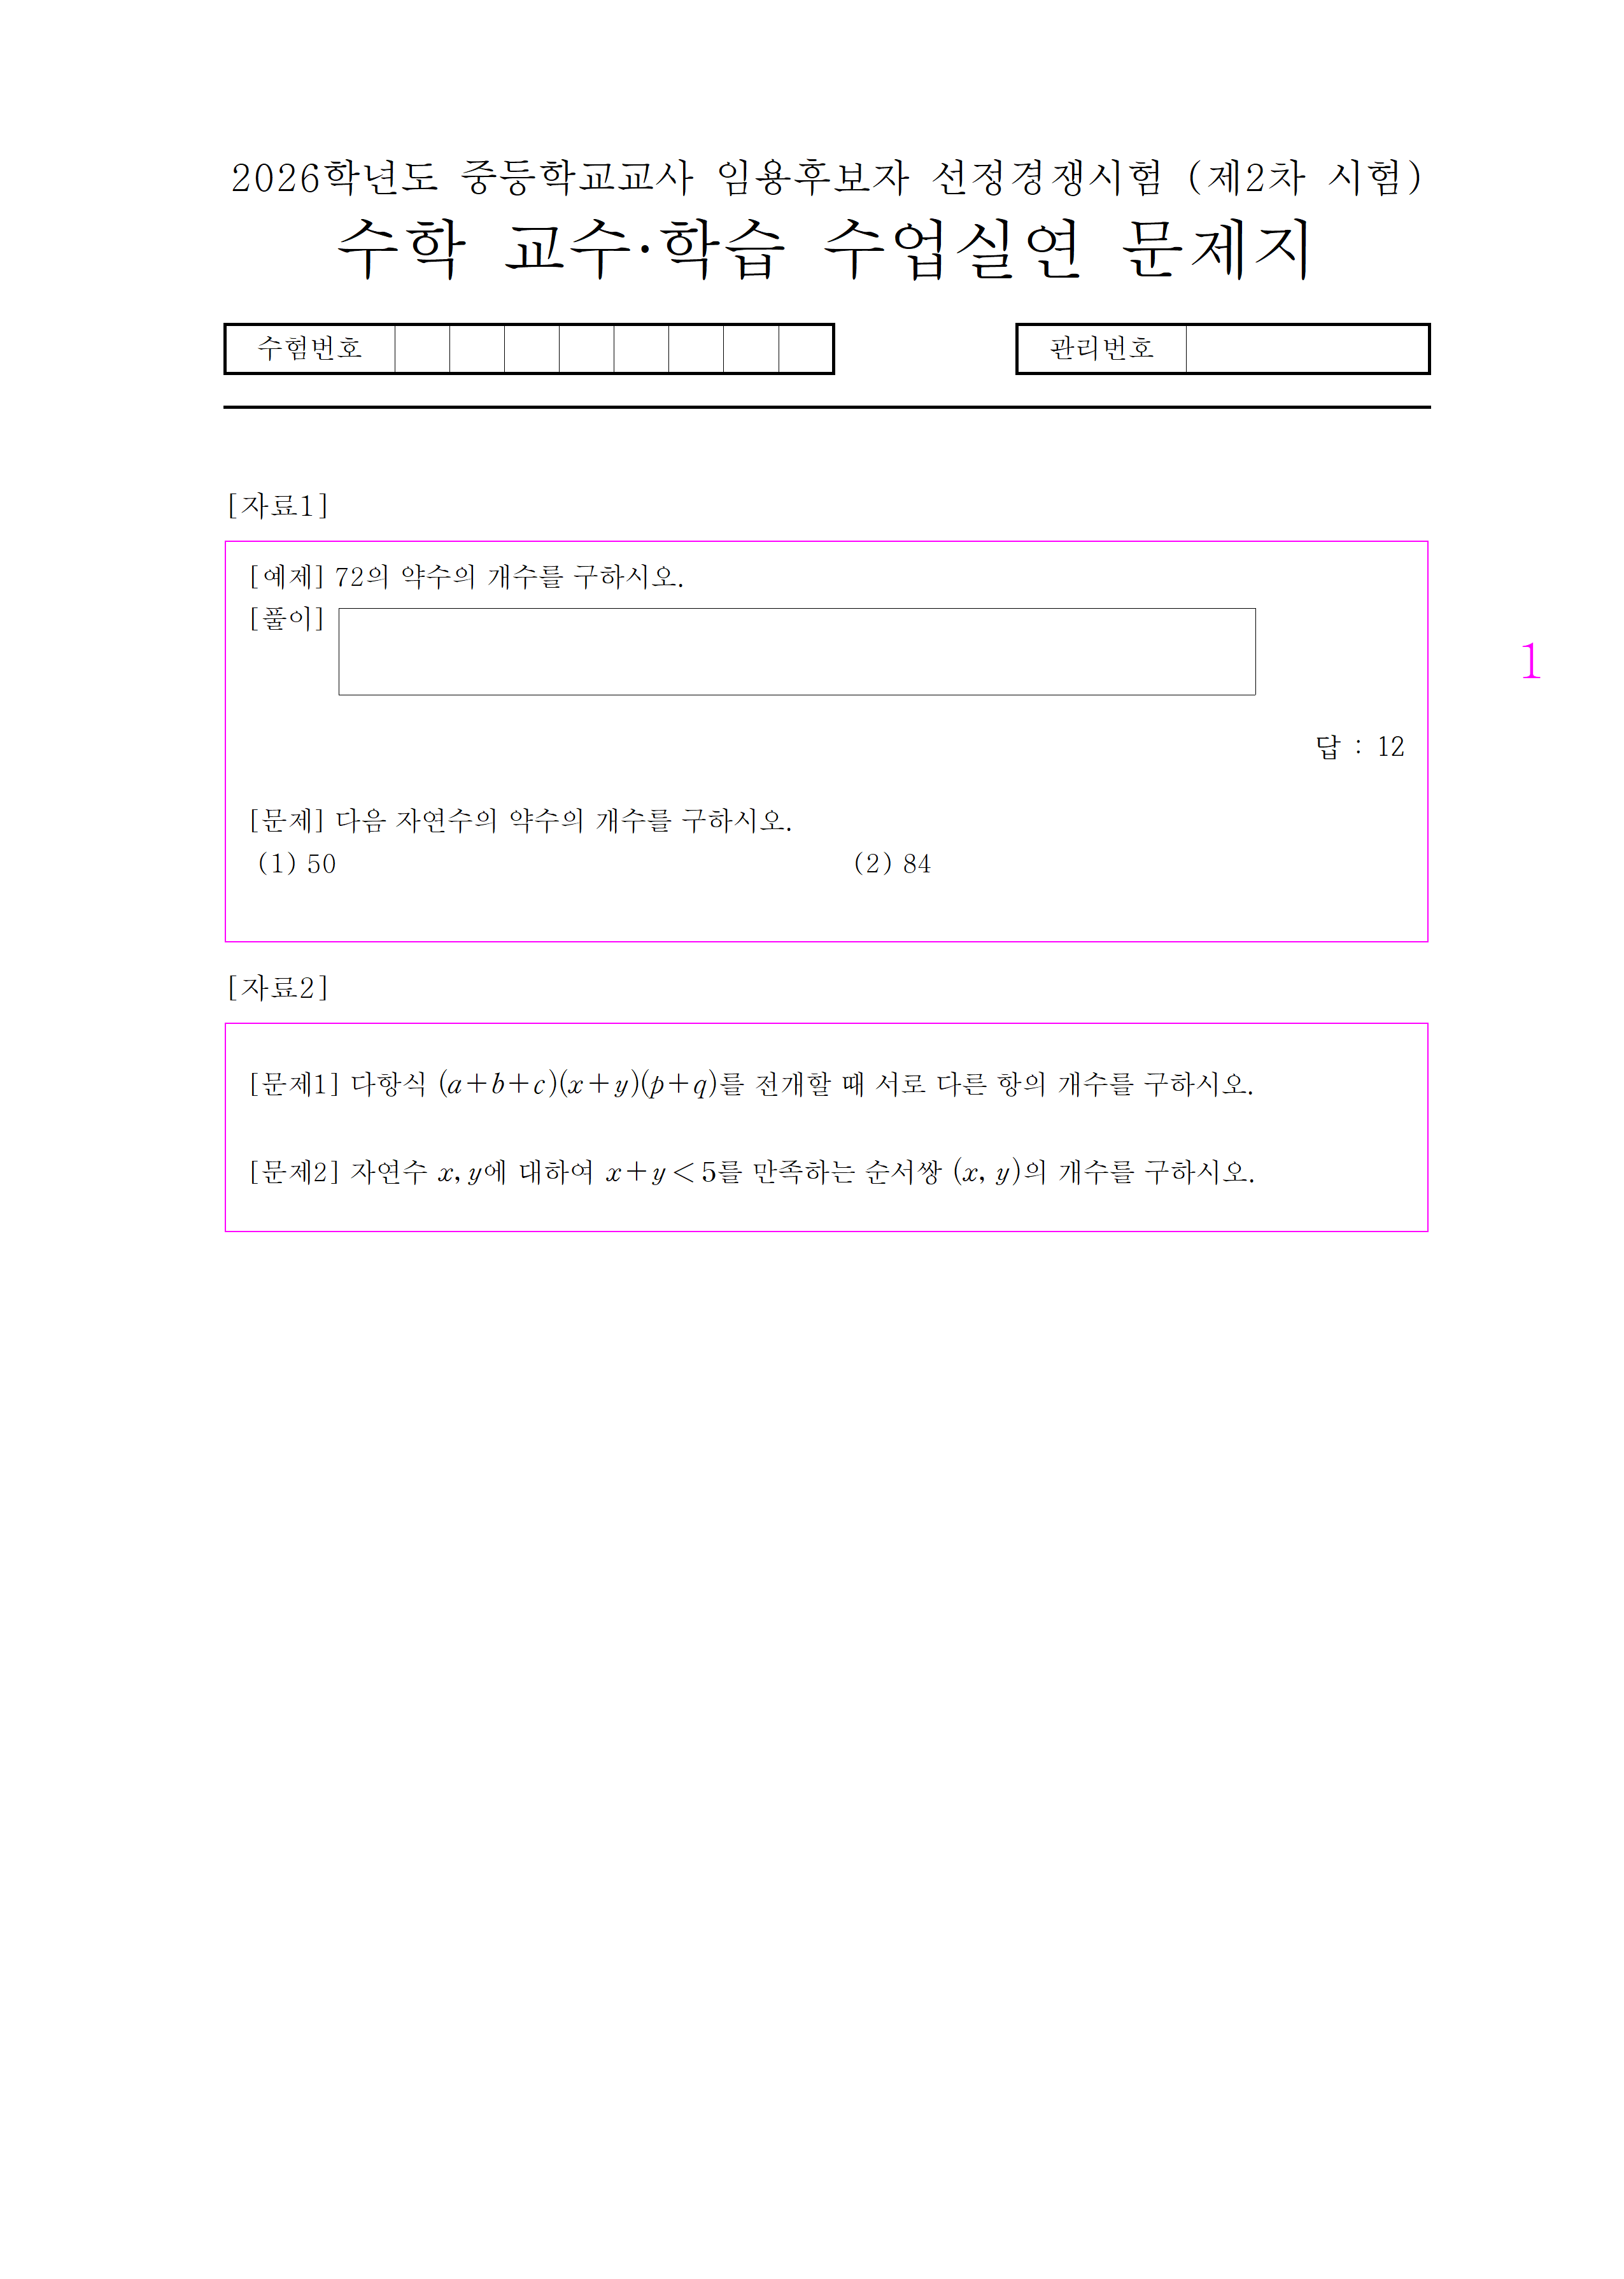 2026학년도 중등학교교사 임용후보자 선정경쟁시험 (제2차 시험)
수학 교수·학습 수업실연 문제지
수험번호
관리번호
[자료1]
[예제] 72의 약수의 개수를 구하시오.
[풀이]
1
답 : 12
[문제] 다음 자연수의 약수의 개수를 구하시오.
(1) 50 (2) 84
[자료2]
[문제1] 다항식 (a+b+c)(x+y)(p+q)를 전개할 때 서로 다른 항의 개수를 구하시오.
[문제2] 자연수 x, y에 대하여 x+y<5를 만족하는 순서쌍 (x, y)의 개수를 구하시오.